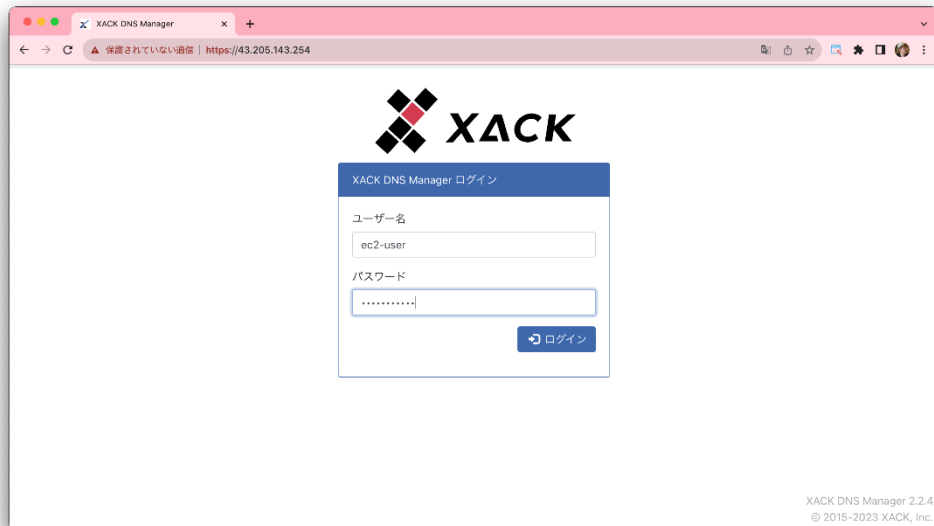 XACK DNS Manager
保護されていない通信 | https://43.205.143.254
XACK
XACK DNS Manager ログイン
ユーザー名
ec2-user
パスワード
•••••••••••
ログイン
XACK DNS Manager 2.2.4
© 2015-2023 XACK, Inc.